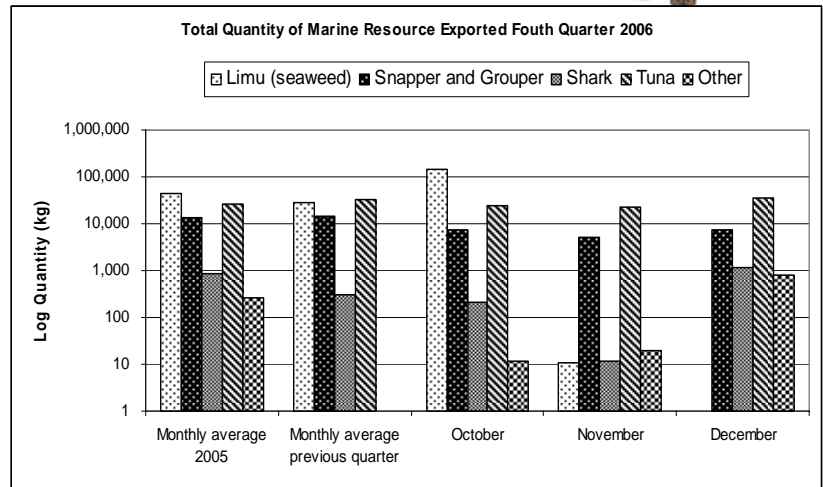 Total Quantity of Marine Resource Exported Fouth Quarter 2006
Limu (seaweed) Snapper and Grouper Shark Tuna Other
1,000,000
100,000
10,000
1,000
100
10
1
Log Quantity (kg)
Monthly average 2005
Monthly average previous quarter
October
November
December